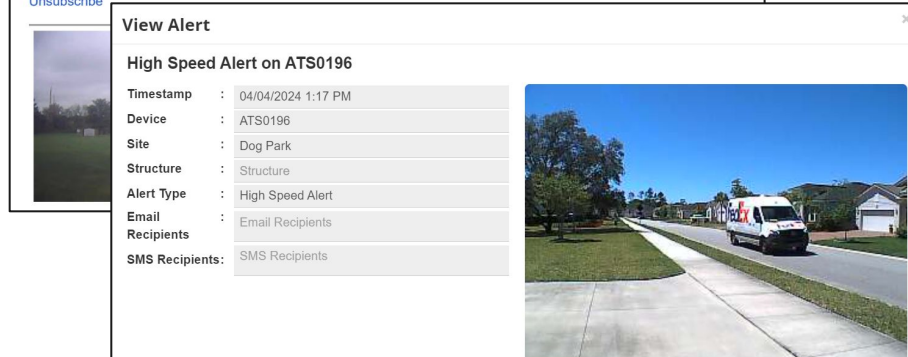 Unsubscribe
View Alert
High Speed Alert on ATS0196
Timestamp : 04/04/2024 1:17 PM
Device : ATS0196
Site : Dog Park
Structure : Structure
Alert Type : High Speed Alert
Email Recipients : Email Recipients
SMS Recipients: SMS Recipients
FedEx